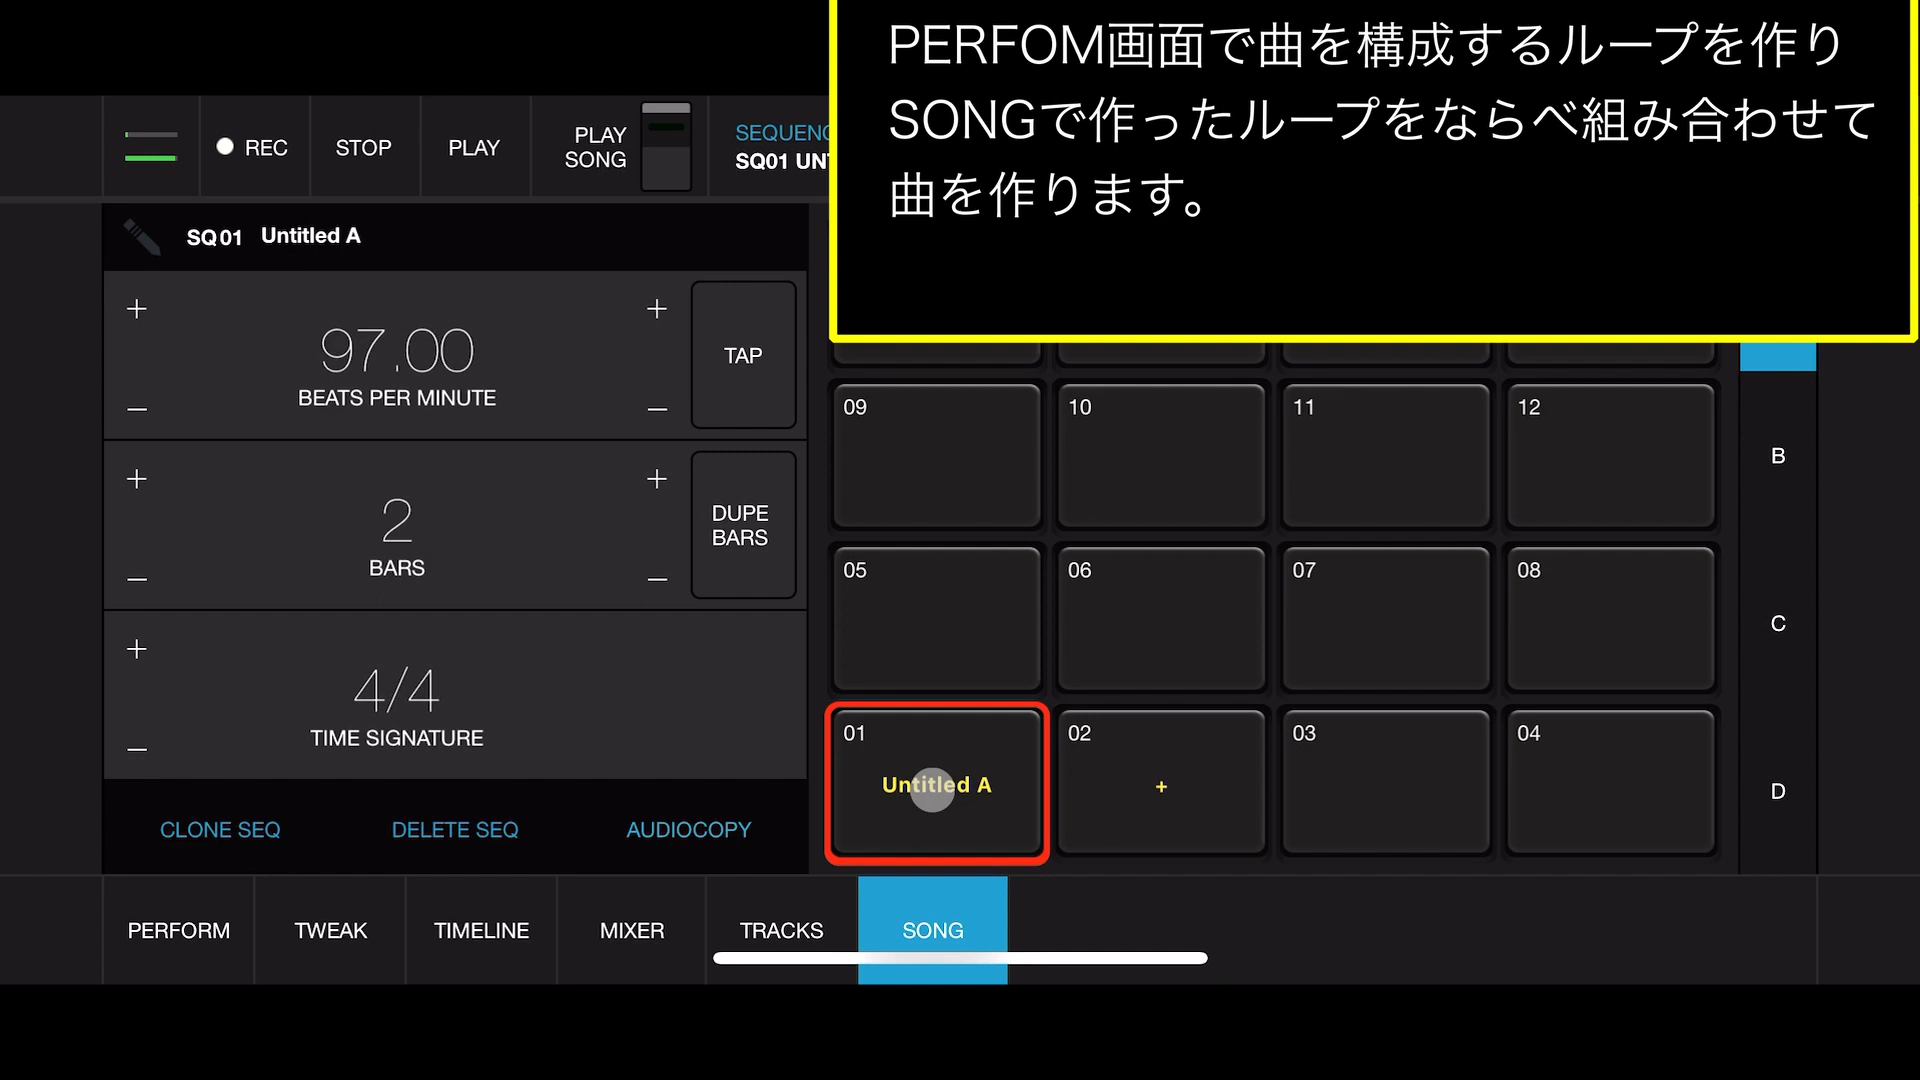 PERFOM画面で曲を構成するループを作り
SONGで作ったループをならべ組み合わせて
曲を作ります。
REC
STOP
PLAY
PLAY
SONG
SQ01
SQ01 Untitled A
+
+
97.00
BEATS PER MINUTE
TAP
+
+
2
BARS
DUPE
BARS
+
4/4
TIME SIGNATURE
CLONE SEQ
DELETE SEQ
AUDIOCOPY
09
10
11
12
B
05
06
07
08
C
01
02
03
04
Untitled A
+
D
PERFORM
TWEAK
TIMELINE
MIXER
TRACKS
SONG